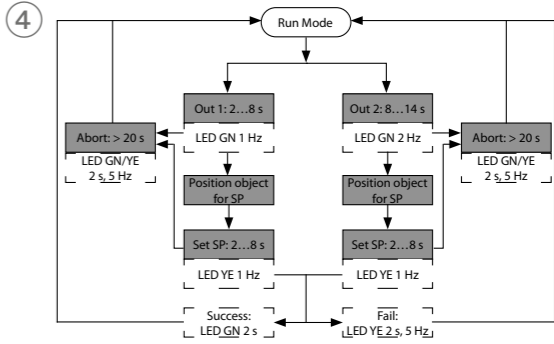 4
Run Mode
Out 1: 2...8 s
Out 2: 8...14 s
LED GN 1 Hz
LED GN 2 Hz
Abort: > 20 s
Abort: > 20 s
LED GN/YE
2 s, 5 Hz
LED GN/YE
2 s, 5 Hz
Position object
for SP
Position object
for SP
Set SP: 2...8 s
Set SP: 2...8 s
LED YE 1 Hz
LED YE 1 Hz
Success:
LED GN 2 s
Fail:
LED YE 2 s, 5 Hz